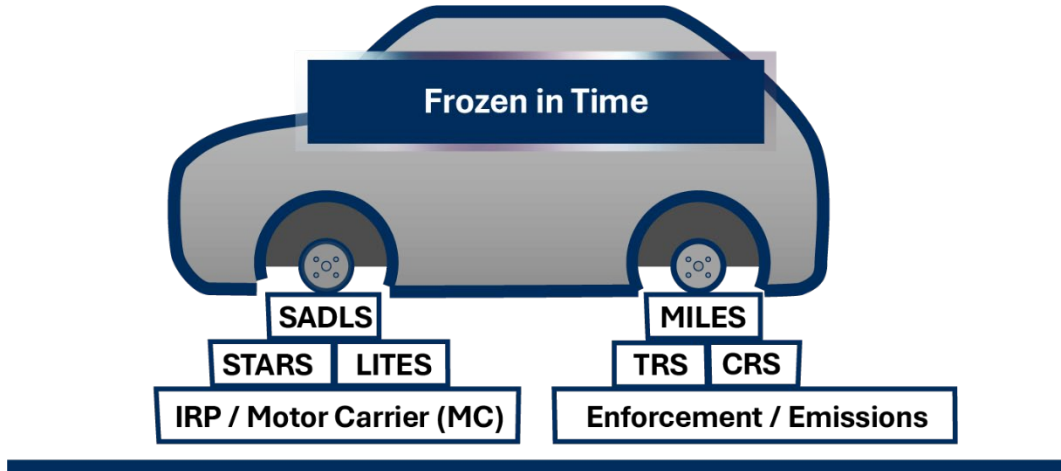 Frozen in Time
SADLS
MILES
STARS
LITES
TRS
CRS
IRP / Motor Carrier (MC)
Enforcement / Emissions